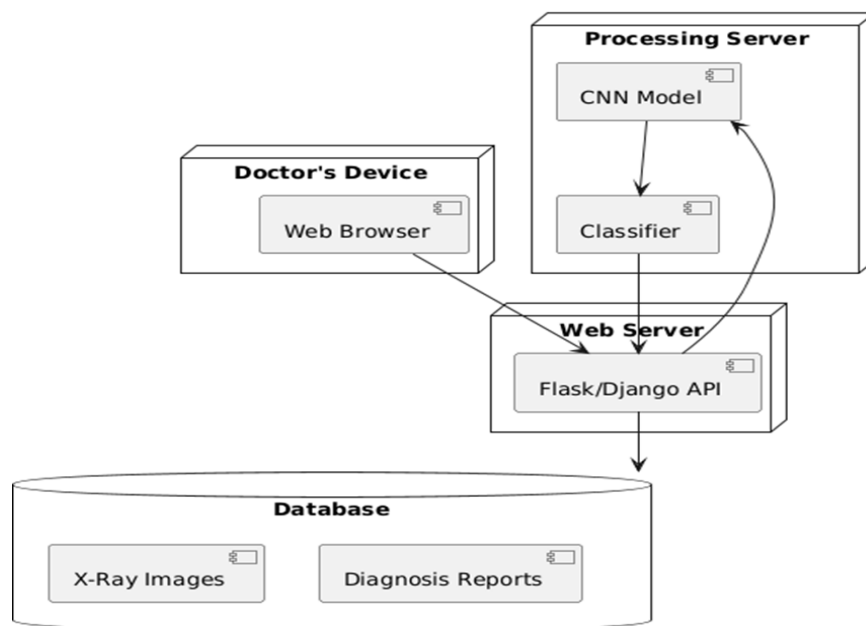 Processing Server
CNN Model
Classifier
Doctor's Device
Web Browser
Web Server
Flask/Django API
Database
X-Ray Images
Diagnosis Reports